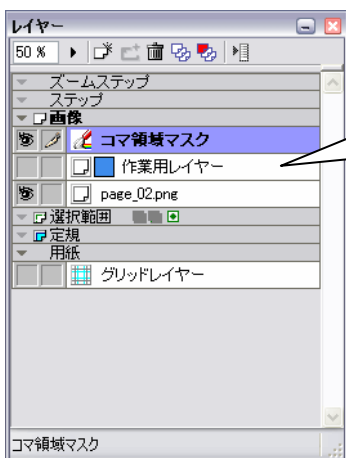 レイヤー
50 %
ズームステップ
ステップ
画像
コマ領域マスク
作業用レイヤー
page_02.png
選択範囲
定規
用紙
グリッドレイヤー
コマ領域マスク